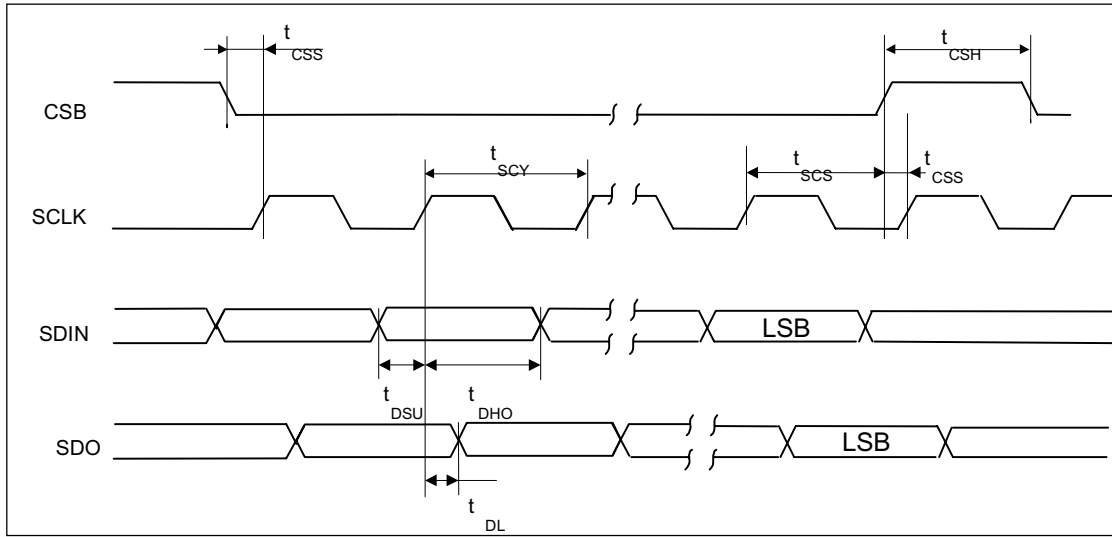 t CSS
t CSH
CSB
t SCY
t SCS
t CSS
SCLK
SDIN
LSB
t DSU
t DHO
SDO
LSB
t DL